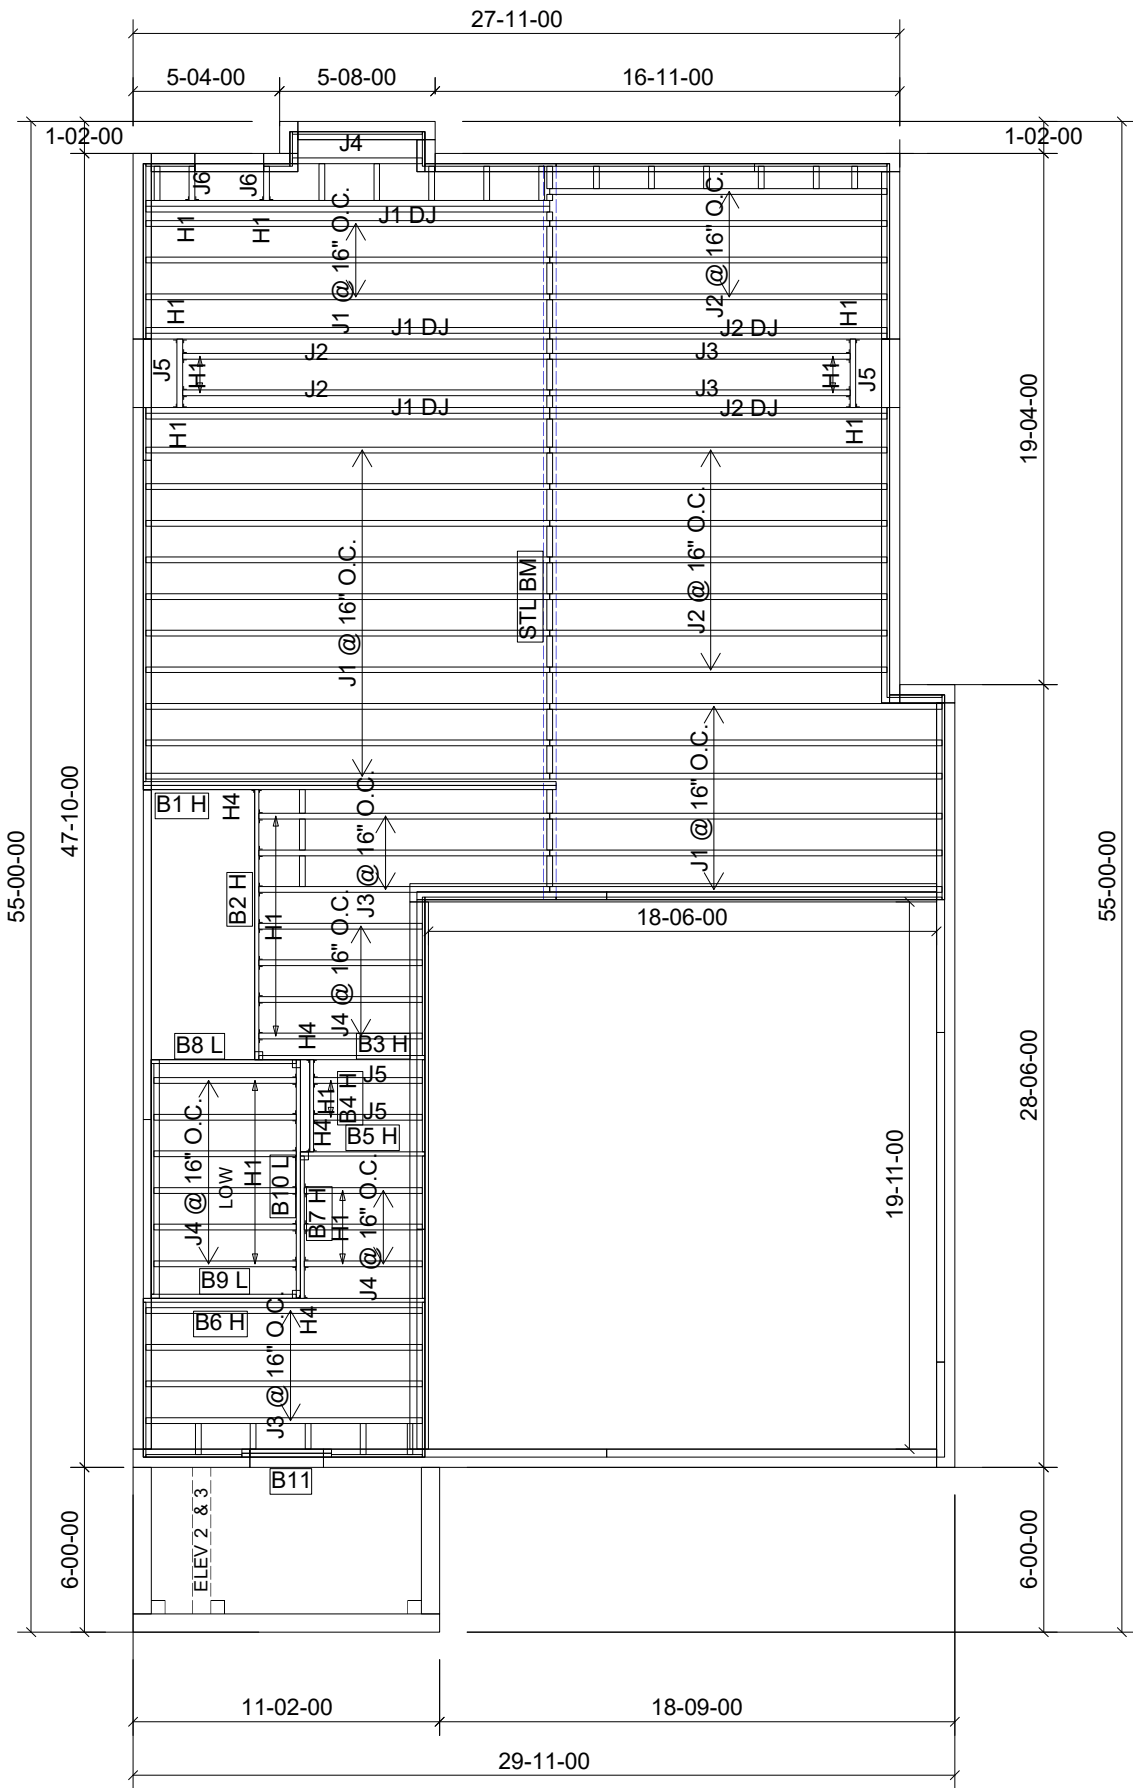 27-11-00
5-04-00
5-08-00
16-11-00
1-02-00
1-02-00
J4
J6
J6
H1
H1
J1 DJ
J1 @ 16" O.C.
J2 @ 16" O.C.
H1
H1
J1 DJ
J2 DJ
J5
H1
J2
J3
H1
J5
J2
J3
J1 DJ
J2 DJ
H1
H1
19-04-00
J1 @ 16" O.C.
STL BM
J2 @ 16" O.C.
47-10-00
55-00-00
55-00-00
B1 H
H4
J3 @ 16" O.C.
J1 @ 16" O.C.
B2 H
H1
18-06-00
J4 @ 16" O.C.
H4
B8 L
B3 H
J5
H1
B4 H
J5
H4
B5 H
28-06-00
19-11-00
J4 @ 16" O.C.
LOW
H1
B10 L
B7 H
H1
J4 @ 16" O.C.
B9 L
B6 H
H4
J3 @ 16" O.C.
B11
ELEV 2 & 3
6-00-00
6-00-00
11-02-00
18-09-00
29-11-00